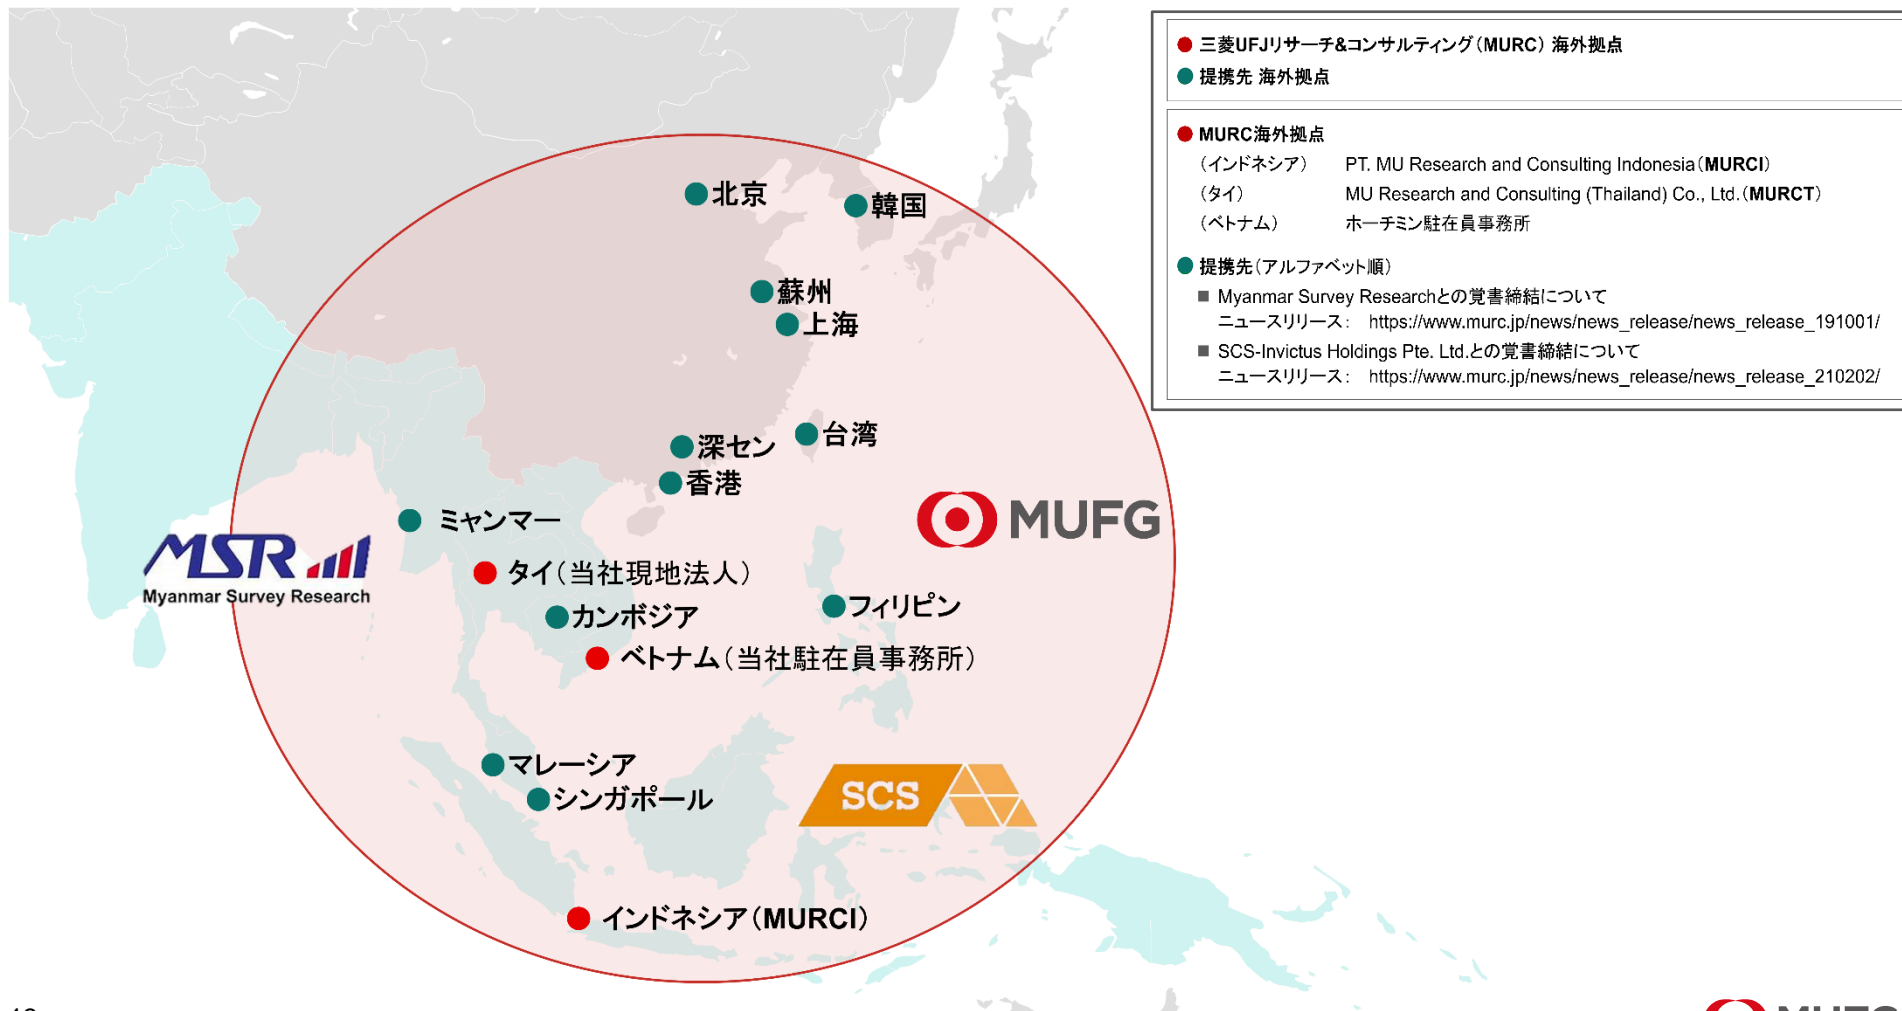 三菱UFJリサーチ&コンサルティング（MURC） 海外拠点
提携先 海外拠点
MURC海外拠点
（インドネシア） PT. MU Research and Consulting Indonesia（MURCI）
（タイ） MU Research and Consulting (Thailand) Co., Ltd.（MURCT）
（ベトナム） ホーチミン駐在員事務所
提携先（アルファベット順）
■ Myanmar Survey Researchとの覚書締結について
ニュースリリース： https://www.murc.jp/news/news_release/news_release_191001/
■ SCS-Invictus Holdings Pte. Ltd.との覚書締結について
ニュースリリース： https://www.murc.jp/news/news_release/news_release_210202/
北京
韓国
蘇州
上海
台湾
深セン
香港
MUFG
ミャンマー
MSR
Myanmar Survey Research
タイ（当社現地法人）
カンボジア
フィリピン
ベトナム（当社駐在員事務所）
マレーシア
シンガポール
SCS
インドネシア（MURCI）
MUFG